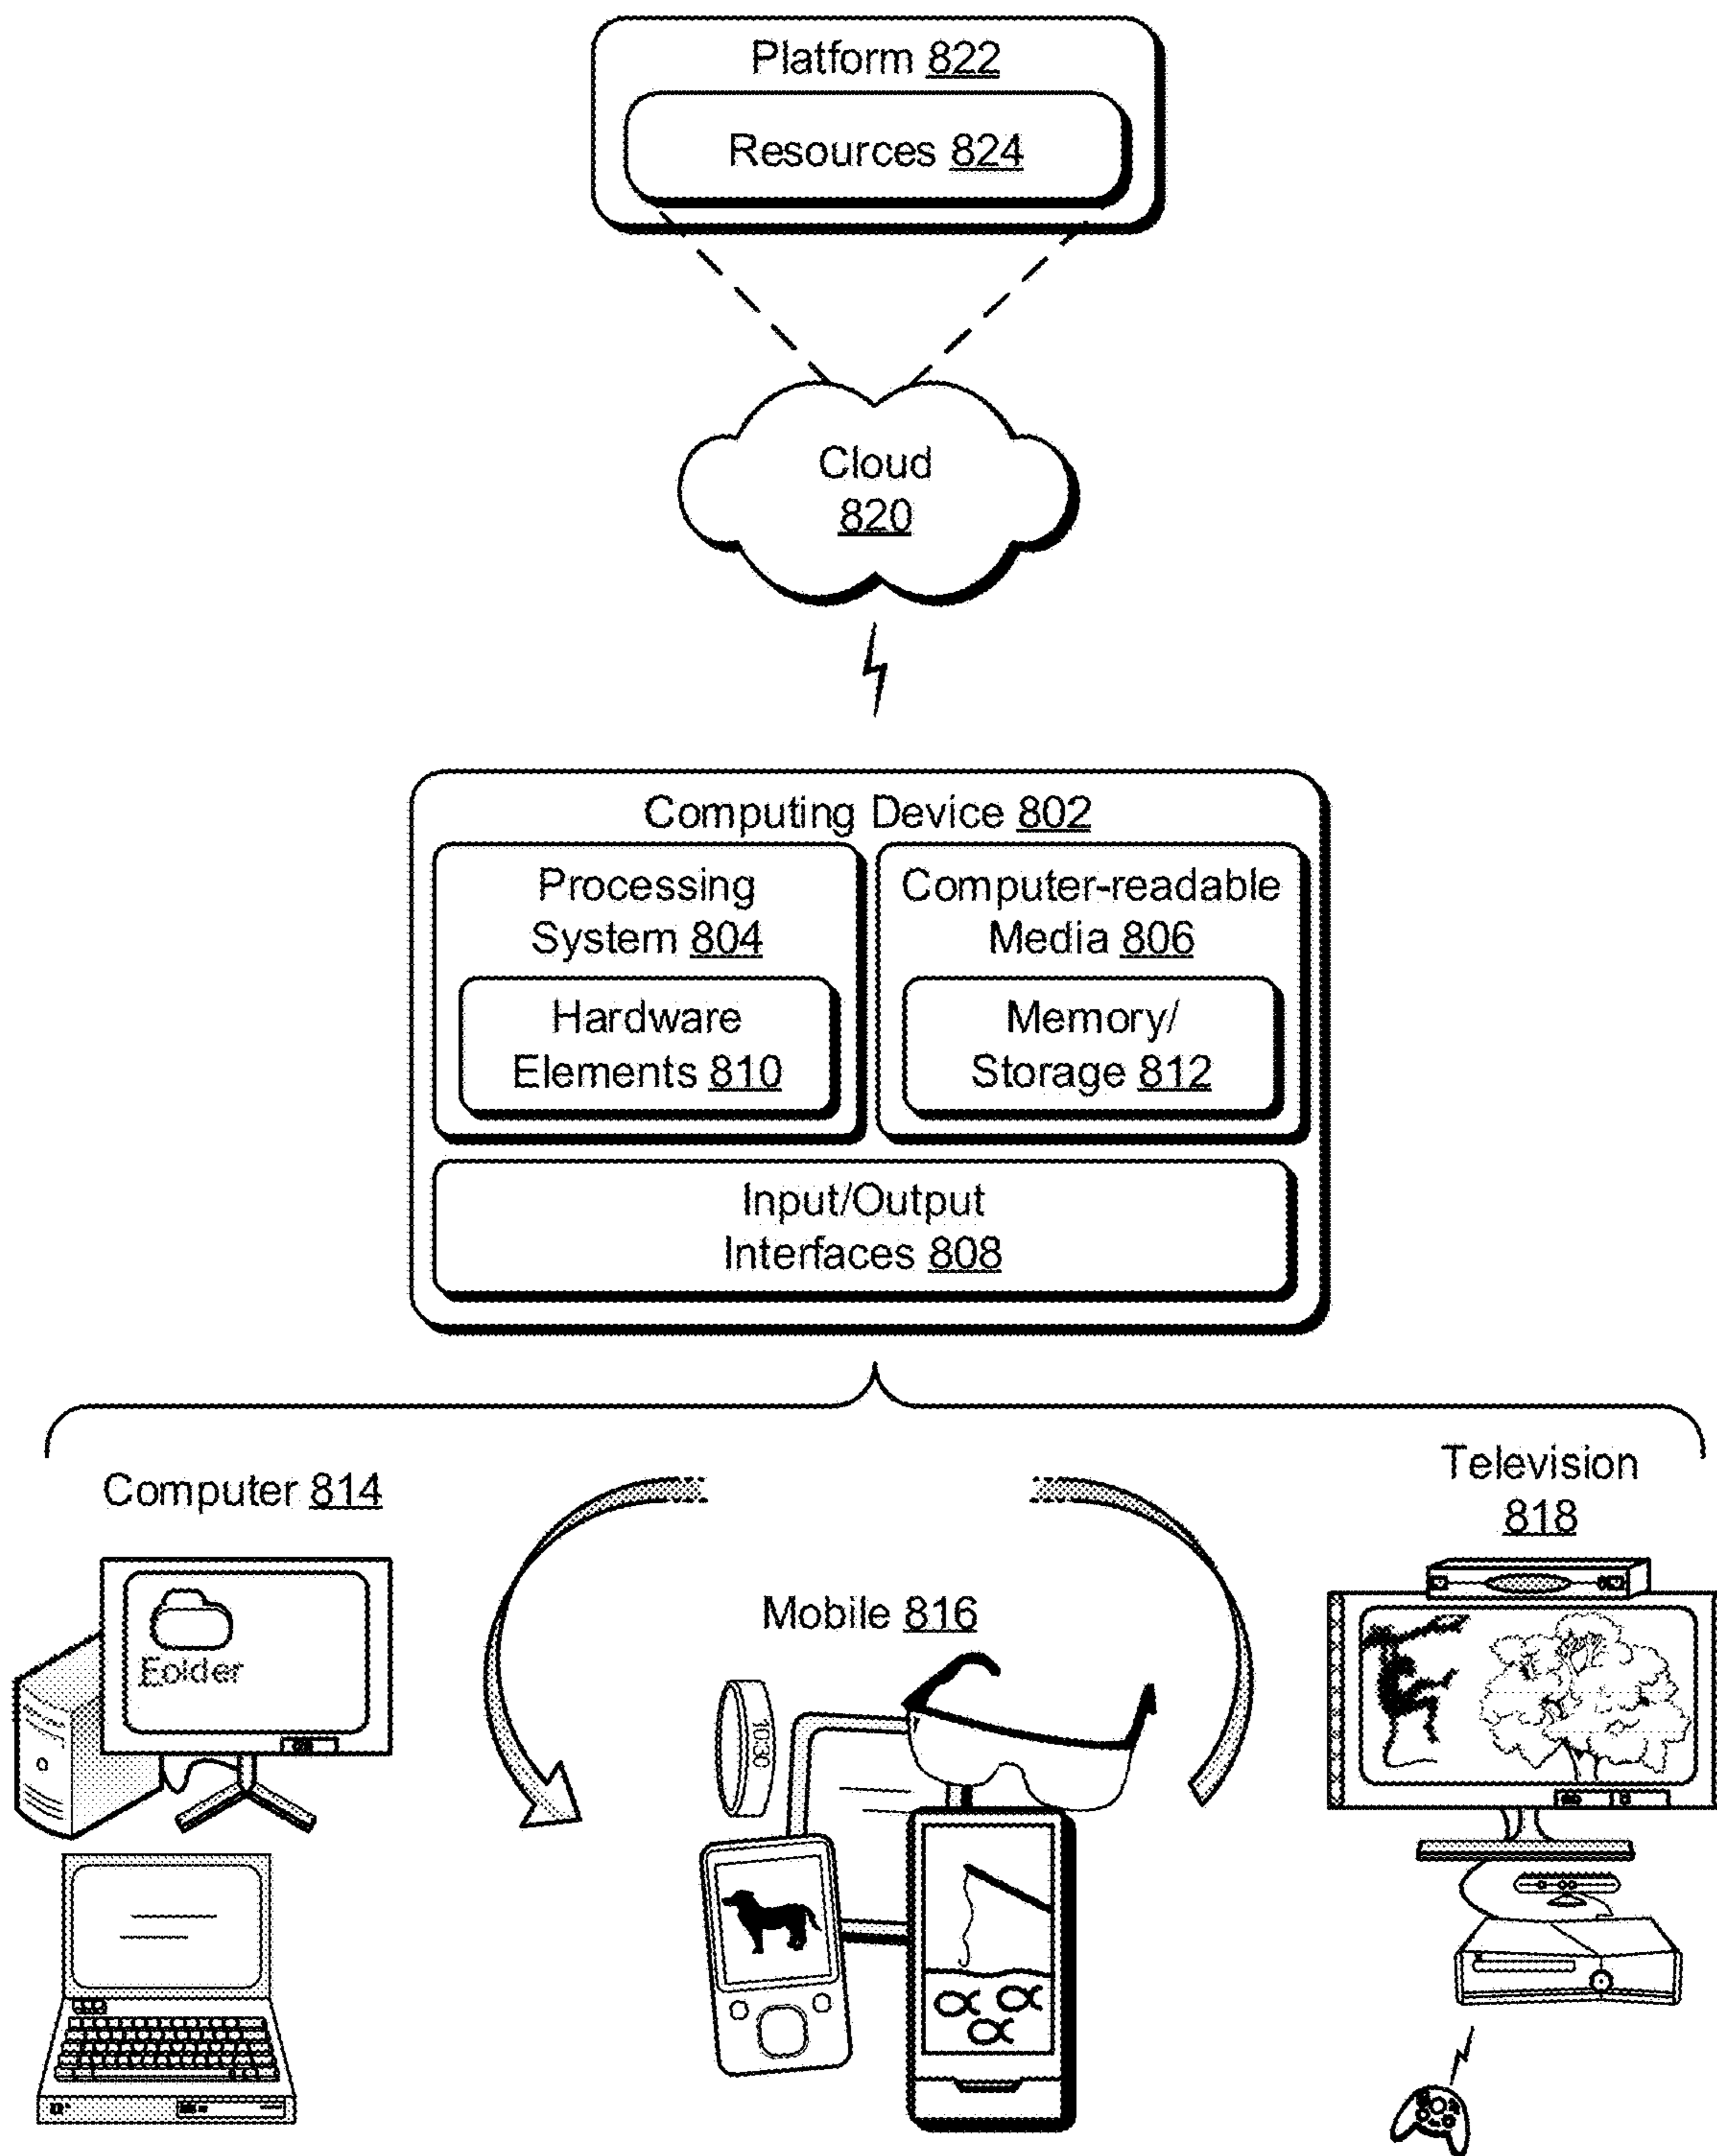 Platform 822
Resources 824
Cloud
820
Computing Device 802
Processing
System 804
Computer-readable
Media 806
Hardware
Elements 810
Memory/
Storage 812
Input/Output
Interfaces 808
Computer 814
Television
818
Mobile 816
Folder
10:30